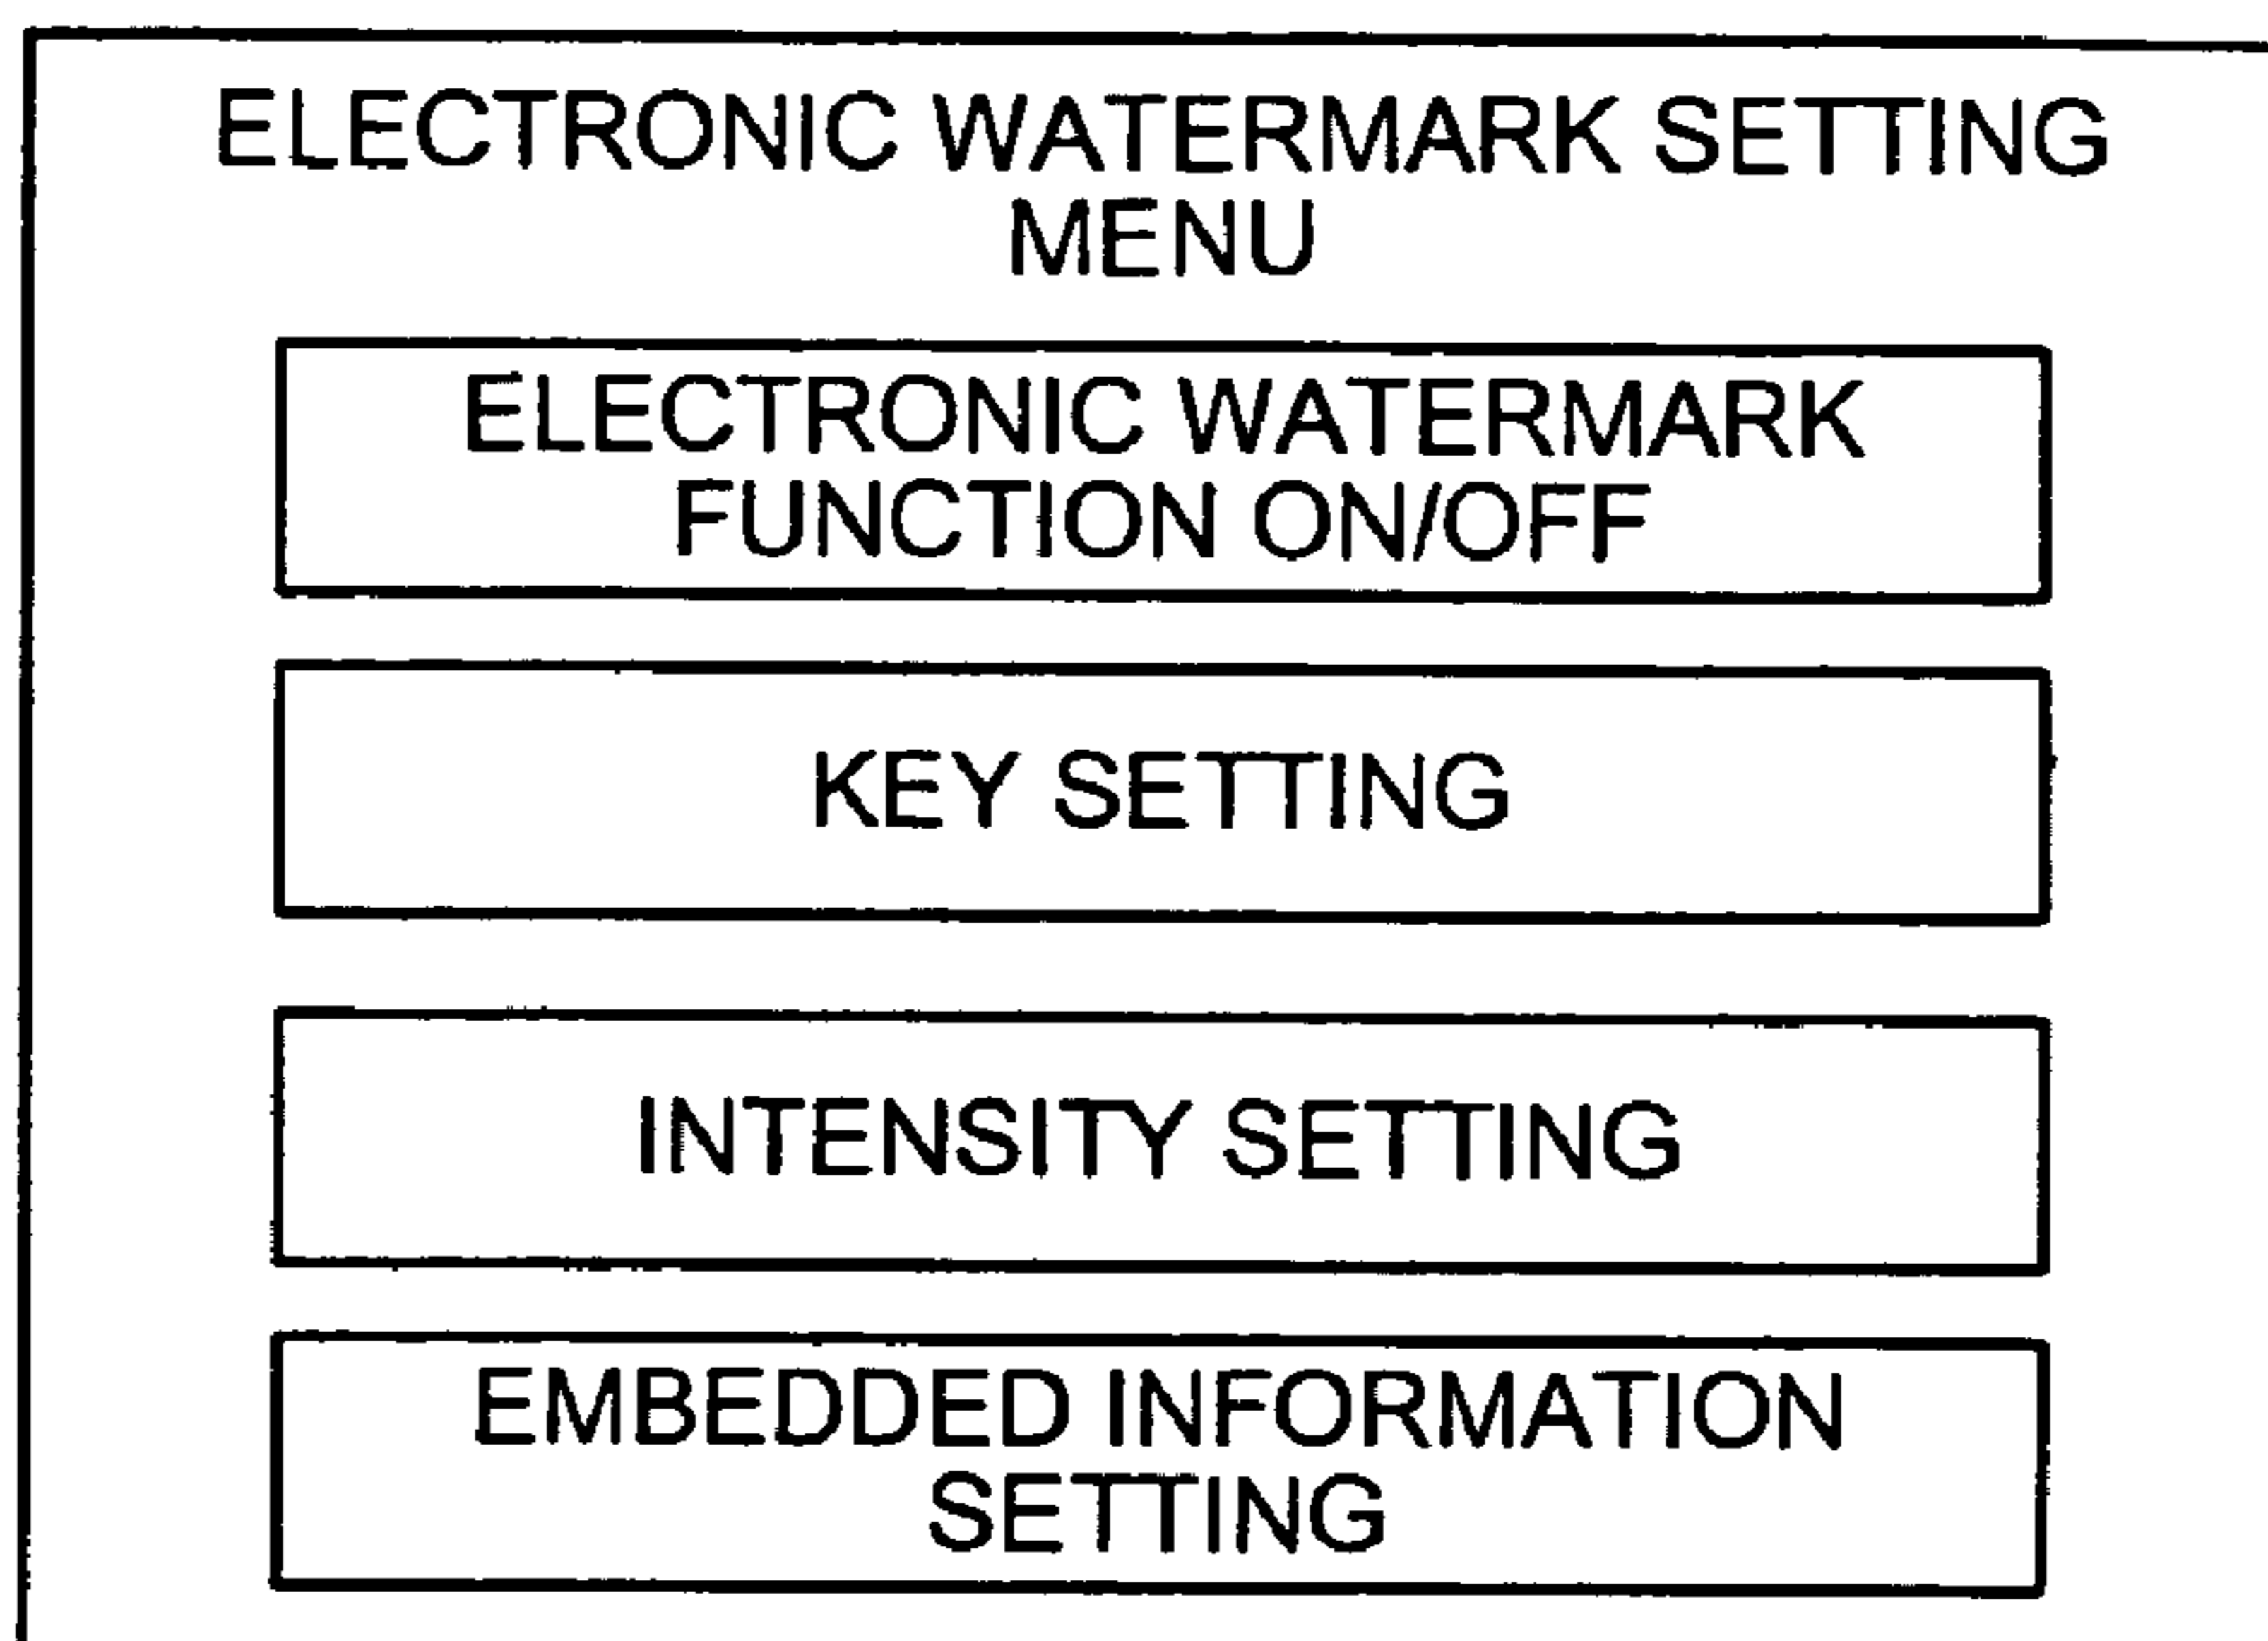 ELECTRONIC WATERMARK SETTING
MENU
ELECTRONIC WATERMARK
FUNCTION ON/OFF
KEY SETTING
INTENSITY SETTING
EMBEDDED INFORMATION
SETTING